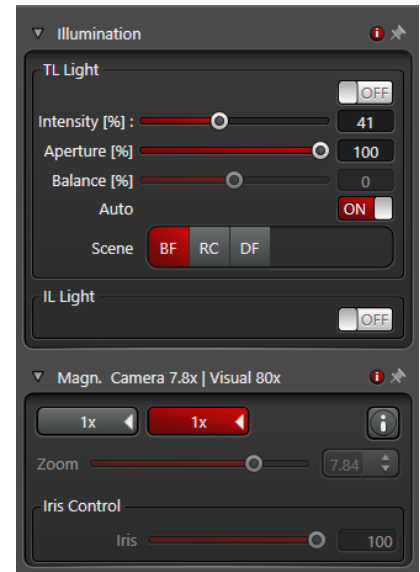 Illumination
TL Light
OFF
Intensity [%] : 41
Aperture [%] 100
Balance [%] 0
Auto ON
Scene BF RC DF
IL Light
OFF
Magn. Camera 7.8x | Visual 80x
1x 1x
Zoom 7.84
Iris Control
Iris 100